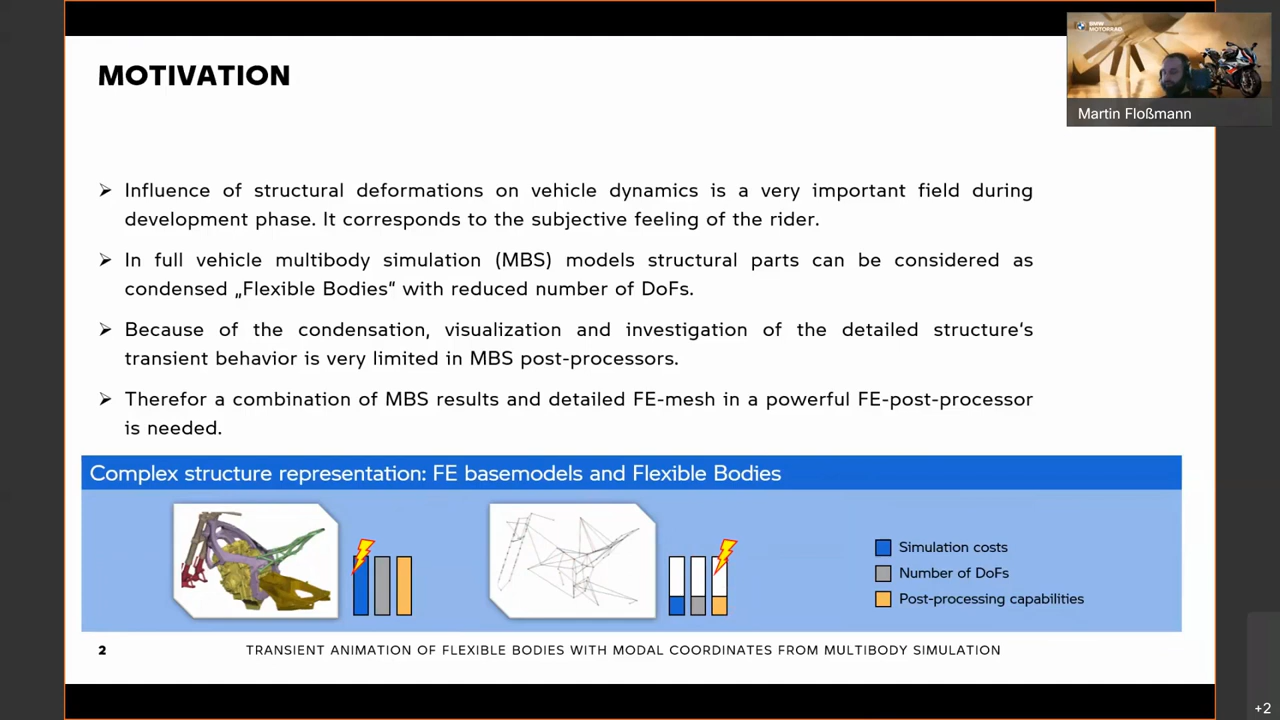 MOTIVATION
BMW
MOTORRAD
Martin Floßmann
➢ Influence of structural deformations on vehicle dynamics is a very important field during
development phase. It corresponds to the subjective feeling of the rider.
➢ In full vehicle multibody simulation (MBS) models structural parts can be considered as
condensed „Flexible Bodies“ with reduced number of DoFs.
➢ Because of the condensation, visualization and investigation of the detailed structure‘s
transient behavior is very limited in MBS post-processors.
➢ Therefor a combination of MBS results and detailed FE-mesh in a powerful FE-post-processor
is needed.
Complex structure representation: FE basemodels and Flexible Bodies
Simulation costs
Number of DoFs
Post-processing capabilities
2 TRANSIENT ANIMATION OF FLEXIBLE BODIES WITH MODAL COORDINATES FROM MULTIBODY SIMULATION
+2